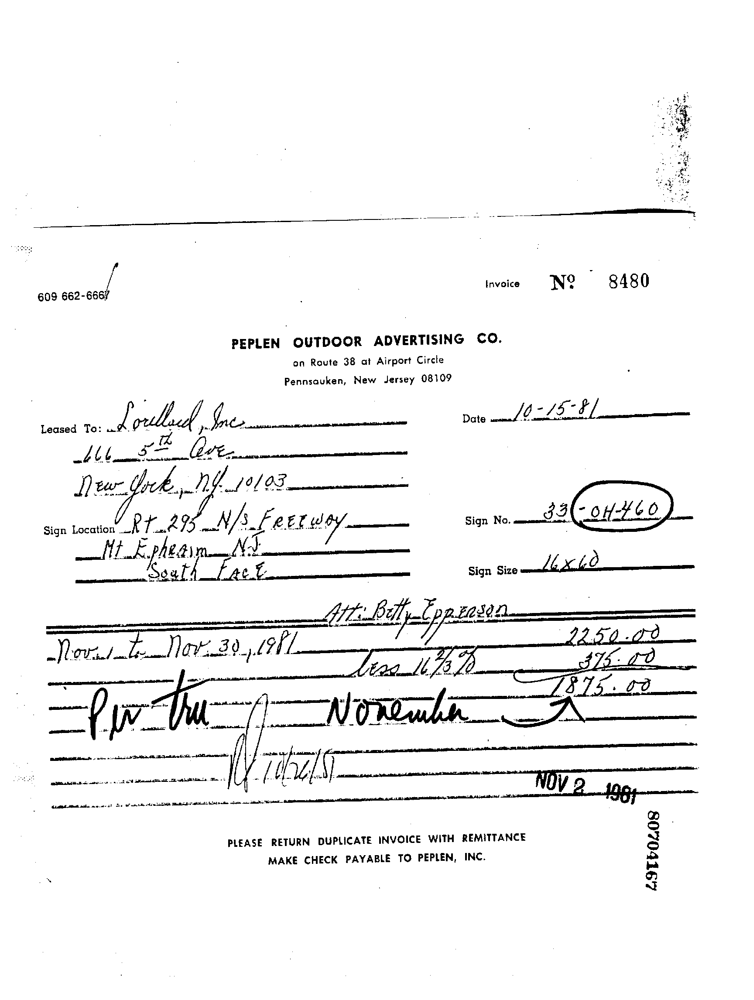 609 662-6667
Invoice Nº 8480
PEPLEN OUTDOOR ADVERTISING CO.
on Route 38 at Airport Circle
Pennsauken, New Jersey 08109
Leased To: Lorillard, Inc
Date 10-15-81
666 5th Ave
New York, NY. 10103
Sign Location Rt 295 N/S FREEWAY
Sign No. 33-OH-460
Mt Ephraim N.J
South FACE
Sign Size 16x60
Att: Betty Epperson
Nov. 1 to Nov. 30, 1981 2250.00
less 16 2/3 % 375.00
1875.00
Per tru November
10/26/81
NOV 2 1981
PLEASE RETURN DUPLICATE INVOICE WITH REMITTANCE
MAKE CHECK PAYABLE TO PEPLEN, INC.
80704167